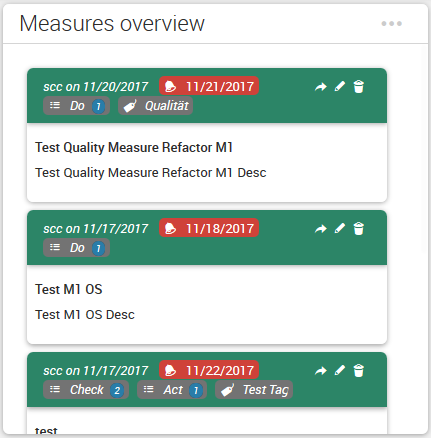 Measures overview
scc on 11/20/2017 11/21/2017
Do 1 Qualität
Test Quality Measure Refactor M1
Test Quality Measure Refactor M1 Desc
scc on 11/17/2017 11/18/2017
Do 1
Test M1 OS
Test M1 OS Desc
scc on 11/17/2017 11/22/2017
Check 2 Act 1 Test Tag
test